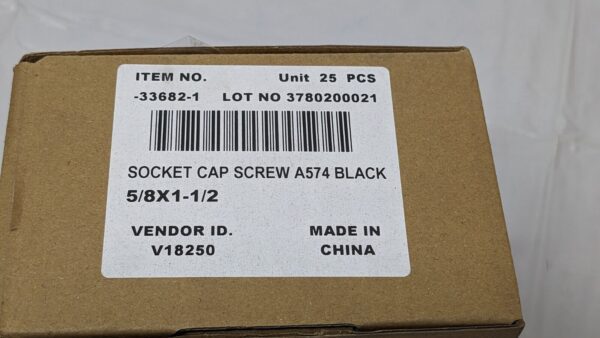 ITEM NO. Unit 25 PCS
-33682-1 LOT NO 3780200021
SOCKET CAP SCREW A574 BLACK
5/8X1-1/2
VENDOR ID. MADE IN
V18250 CHINA